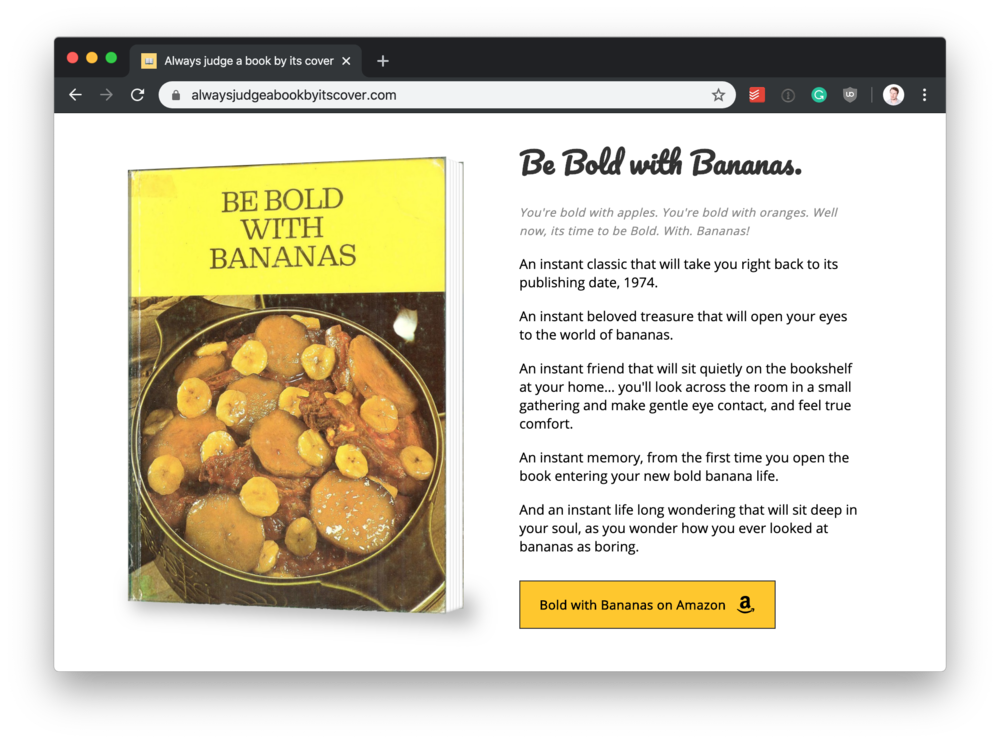 Always judge a book by its cover
alwaysjudgeabookbyitscover.com
BE BOLD
WITH
BANANAS
Be Bold with Bananas.
You're bold with apples. You're bold with oranges. Well
now, its time to be Bold. With. Bananas!
An instant classic that will take you right back to its
publishing date, 1974.
An instant beloved treasure that will open your eyes
to the world of bananas.
An instant friend that will sit quietly on the bookshelf
at your home... you'll look across the room in a small
gathering and make gentle eye contact, and feel true
comfort.
An instant memory, from the first time you open the
book entering your new bold banana life.
And an instant life long wondering that will sit deep in
your soul, as you wonder how you ever looked at
bananas as boring.
Bold with Bananas on Amazon